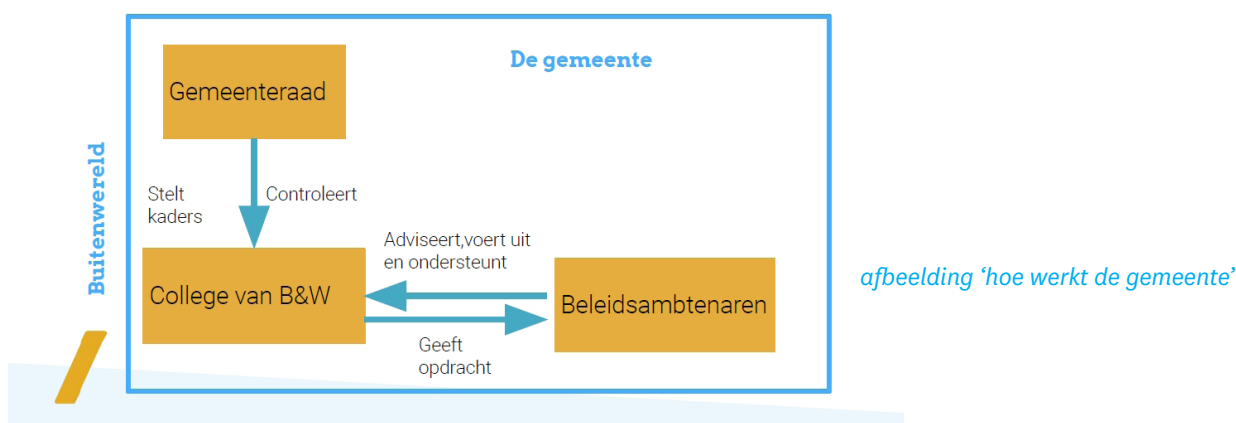 De gemeente
Gemeenteraad
Buitenwereld
Stelt
kaders
Controleert
Adviseert,voert uit
en ondersteunt
College van B&W
Beleidsambtenaren
Geeft
opdracht
afbeelding ‘hoe werkt de gemeente’